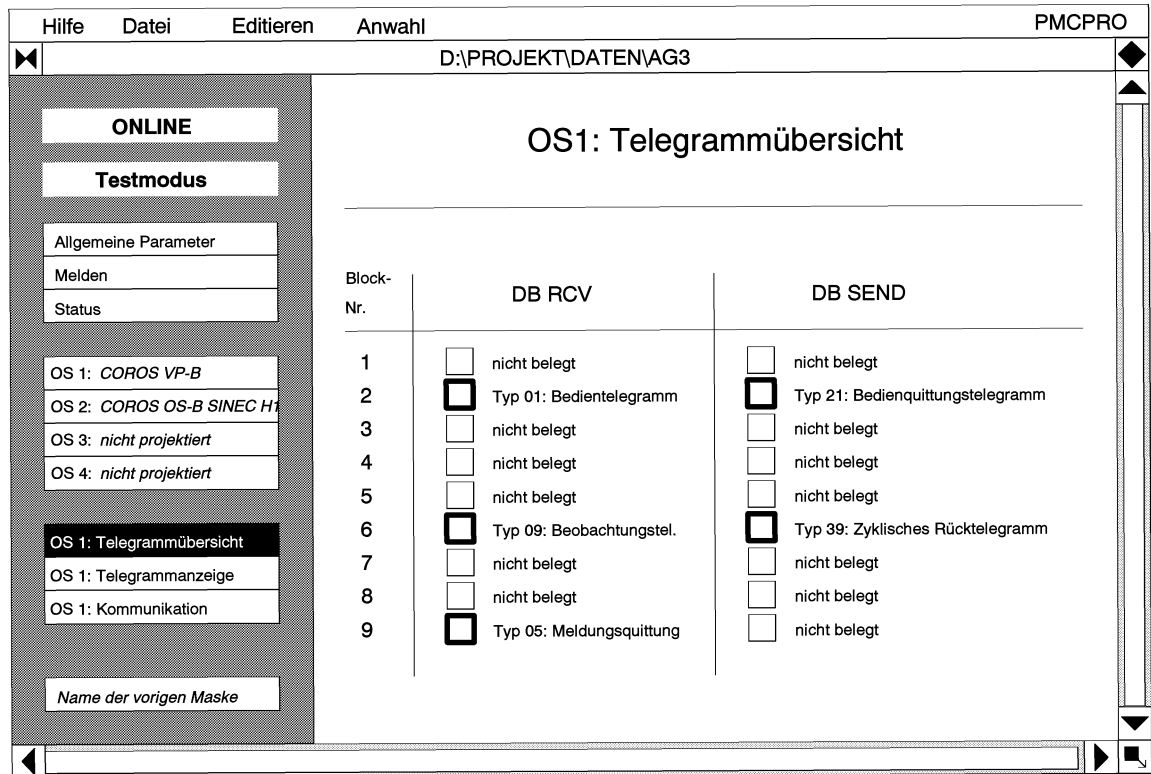 Hilfe Datei Editieren Anwahl PMCPRO
D:\PROJEKT\DATEN\AG3
ONLINE
Testmodus
Allgemeine Parameter
Melden
Status
OS 1: COROS VP-B
OS 2: COROS OS-B SINEC H1
OS 3: nicht projektiert
OS 4: nicht projektiert
OS 1: Telegrammübersicht
OS 1: Telegrammanzeige
OS 1: Kommunikation
Name der vorigen Maske
OS1: Telegrammübersicht
Block-
Nr. DB RCV DB SEND
1 nicht belegt nicht belegt
2 Typ 01: Bedientelegramm Typ 21: Bedienquittungstelegramm
3 nicht belegt nicht belegt
4 nicht belegt nicht belegt
5 nicht belegt nicht belegt
6 Typ 09: Beobachtungstel. Typ 39: Zyklisches Rücktelegramm
7 nicht belegt nicht belegt
8 nicht belegt nicht belegt
9 Typ 05: Meldungsquittung nicht belegt